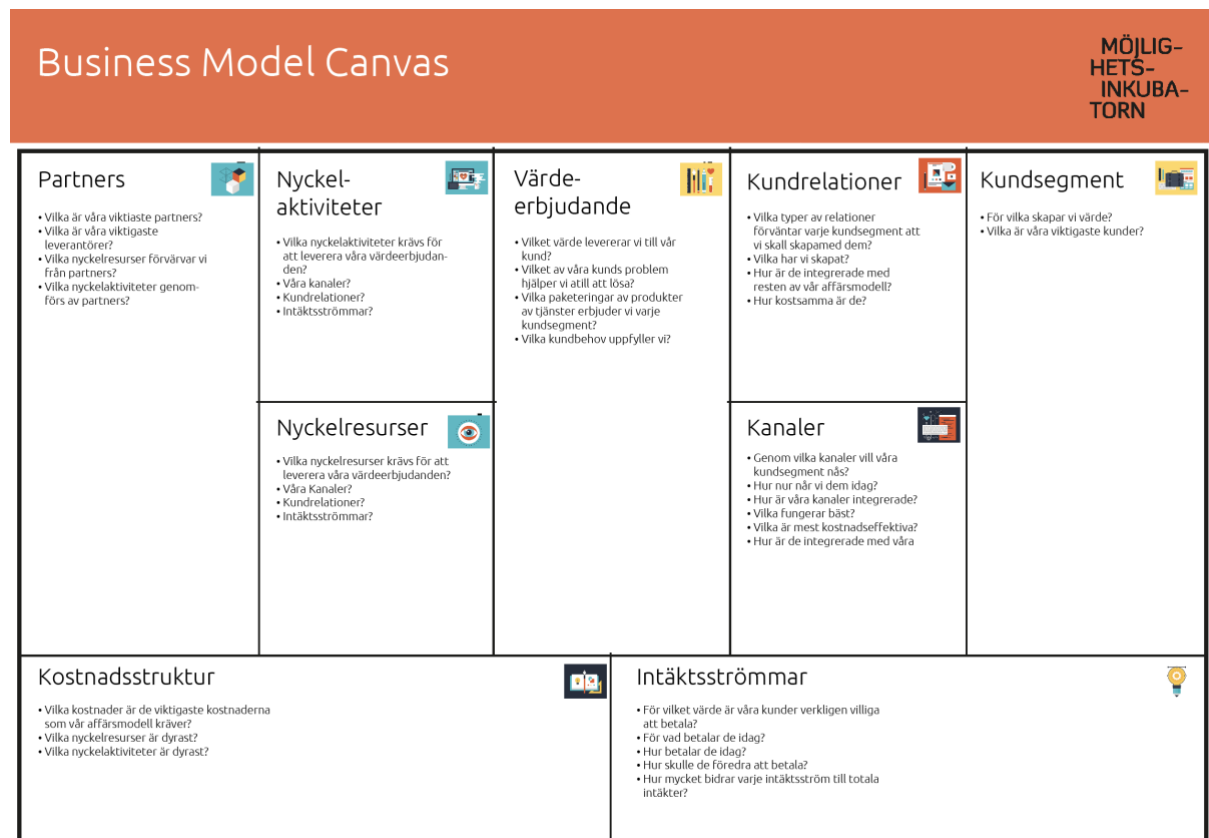 Business Model Canvas
MÖJLIG-
HETS-
INKUBA-
TORN
Partners
• Vilka är våra viktiaste partners?
• Vilka är våra viktigaste
leverantörer?
• Vilka nyckelresurser förvärvar vi
från partners?
• Vilka nyckelaktiviteter genom-
förs av partners?
Nyckel-
aktiviteter
• Vilka nyckelaktiviteter krävs för
att leverera våra värdeerbjudan-
den?
• Våra kanaler?
• Kundrelationer?
• Intäktsströmmar?
Nyckelresurser
• Vilka nyckelresurser krävs för att
leverera våra värdeerbjudanden?
• Våra Kanaler?
• Kundrelationer?
• Intäktsströmmar?
Värde-
erbjudande
• Vilket värde levererar vi till vår
kund?
• Vilket av våra kunds problem
hjälper vi atill att lösa?
• Vilka paketeringar av produkter
av tjänster erbjuder vi varje
kundsegment?
• Vilka kundbehov uppfyller vi?
Kundrelationer
• Vilka typer av relationer
förväntar varje kundsegment att
vi skall skapamed dem?
• Vilka har vi skapat?
• Hur är de integrerade med
resten av vår affärsmodell?
• Hur kostsamma är de?
Kanaler
• Genom vilka kanaler vill våra
kundsegment nås?
• Hur nur når vi dem idag?
• Hur är våra kanaler integrerade?
• Vilka fungerar bäst?
• Vilka är mest kostnadseffektiva?
• Hur är de integrerade med våra
Kundsegment
• För vilka skapar vi värde?
• Vilka är våra viktigaste kunder?
Kostnadsstruktur
• Vilka kostnader är de viktigaste kostnaderna
som vår affärsmodell kräver?
• Vilka nyckelresurser är dyrast?
• Vilka nyckelaktiviteter är dyrast?
Intäktsströmmar
• För vilket värde är våra kunder verkligen villiga
att betala?
• För vad betalar de idag?
• Hur betalar de idag?
• Hur skulle de föredra att betala?
• Hur mycket bidrar varje intäktsström till totala
intäkter?